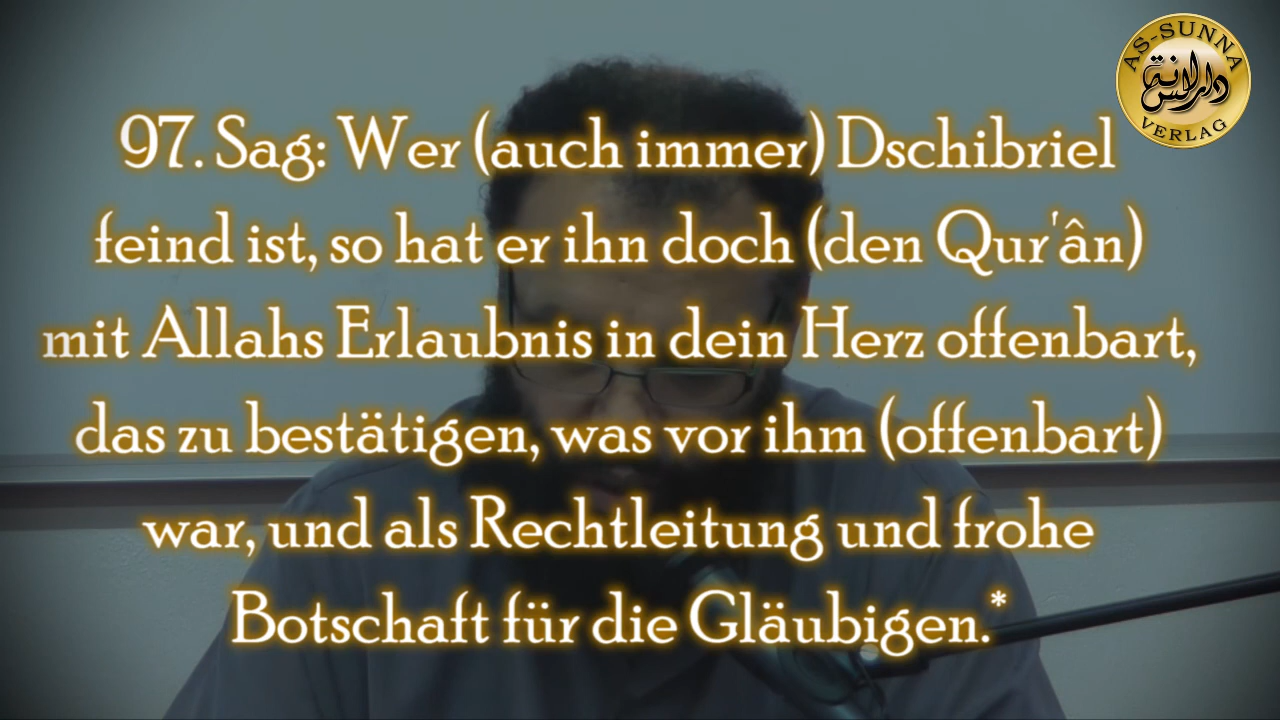 AS-SUNNA
VERLAG
97. Sag: Wer (auch immer) Dschibriel
feind ist, so hat er ihn doch (den Qur'ân)
mit Allahs Erlaubnis in dein Herz offenbart,
das zu bestätigen, was vor ihm (offenbart)
war, und als Rechtleitung und frohe
Botschaft für die Gläubigen.*